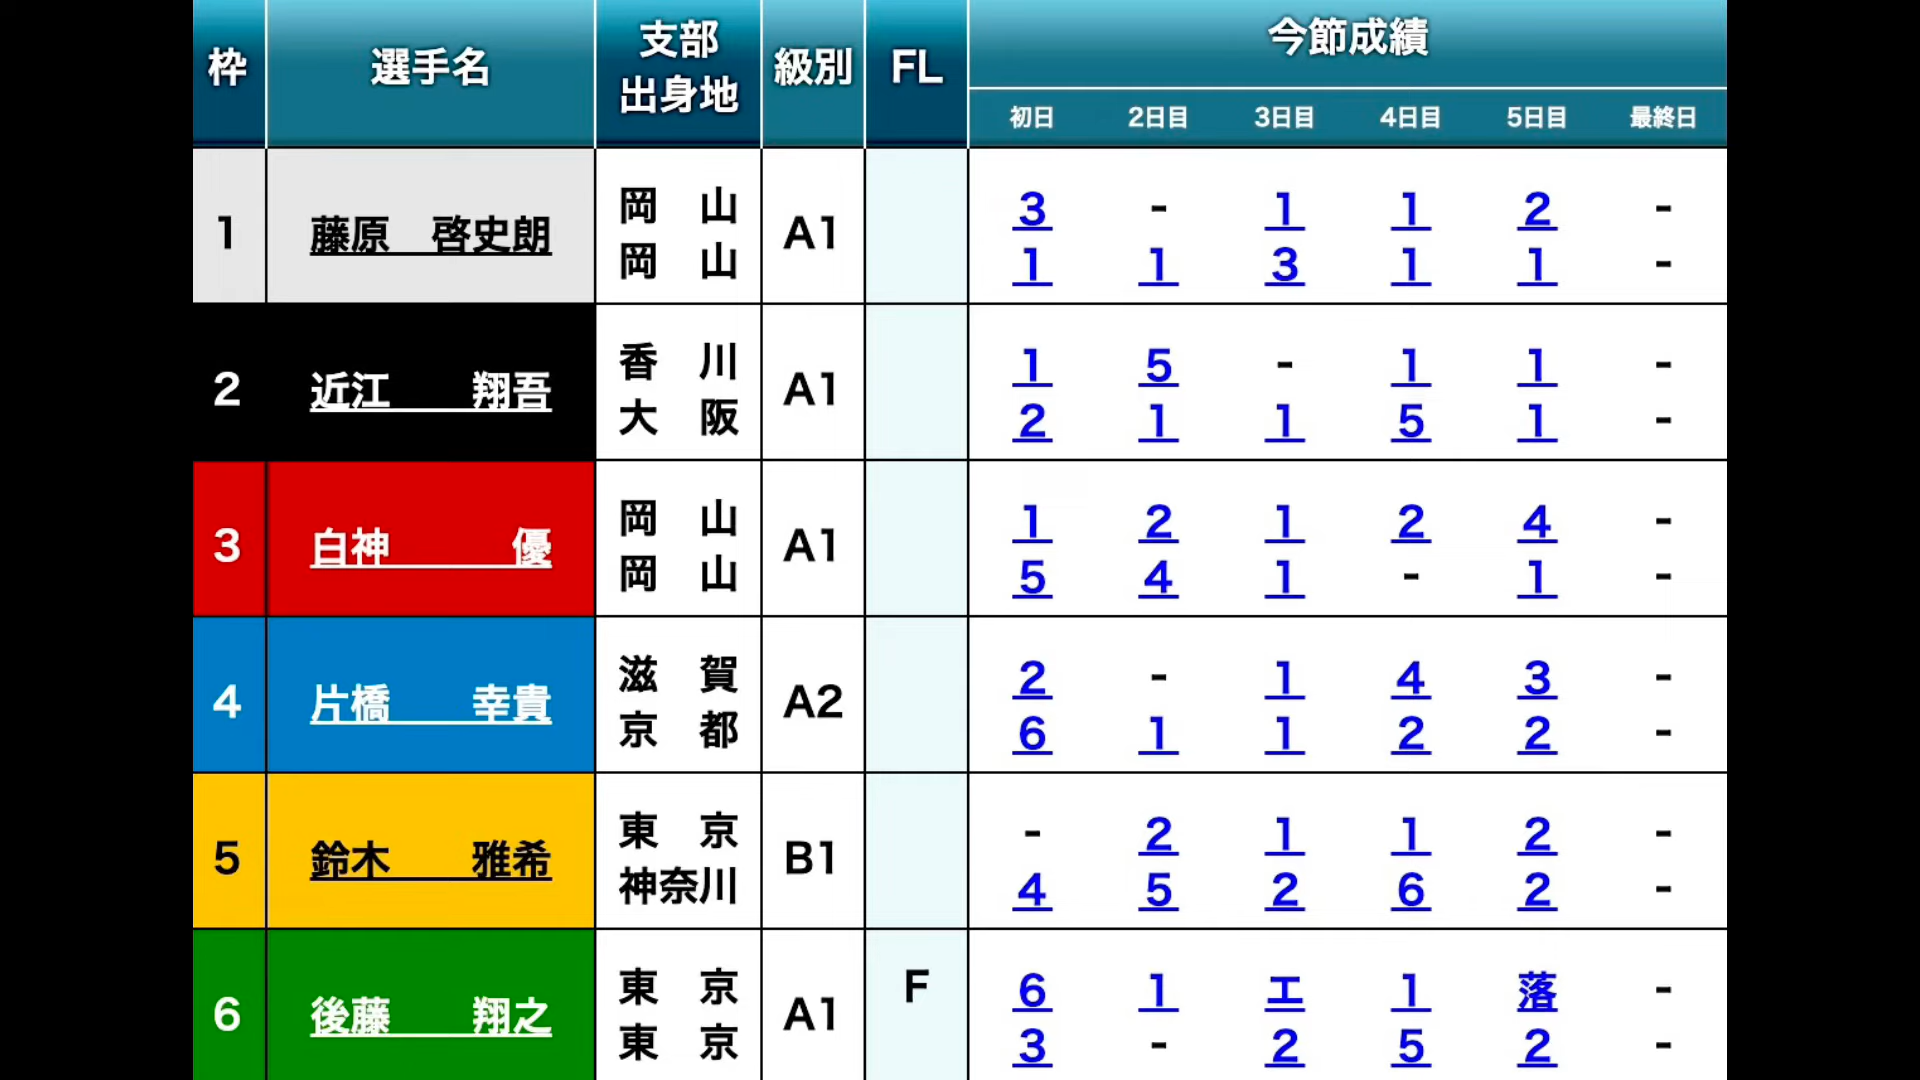 枠 選手名 支部 出身地 級別 FL 今節成績
初日 2日目 3日目 4日目 5日目 最終日
1 藤原 啓史朗 岡山 岡山 A1
3 - 1 1 2 -
1 1 3 1 1 -
2 近江 翔吾 香川 大阪 A1
1 5 - 1 1 -
2 1 1 5 1 -
3 白神 優 岡山 岡山 A1
1 2 1 2 4 -
5 4 1 - 1 -
4 片橋 幸貴 滋賀 京都 A2
2 - 1 4 3 -
6 1 1 2 2 -
5 鈴木 雅希 東京 神奈川 B1
- 2 1 1 2 -
4 5 2 6 2 -
6 後藤 翔之 東京 東京 A1 F
6 1 エ 1 落 -
3 - 2 5 2 -